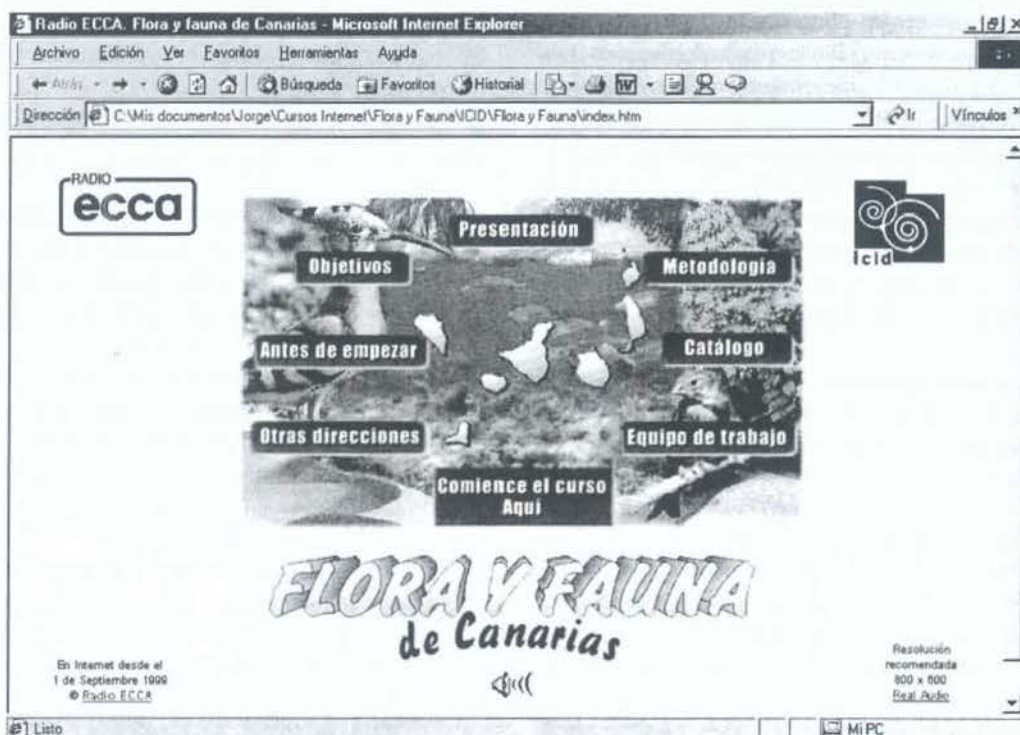 Radio ECCA. Flora y fauna de Canarias - Microsoft Internet Explorer
Archivo Edición Ver Favoritos Herramientas Ayuda
Atrás Búsqueda Favoritos Historial
Dirección C:\Mis documentos\Jorge\Cursos Internet\Flora y Fauna\ICID\Flora y Fauna\index.htm Ir Vínculos »
RADIO
ecca
icid
Presentación
Objetivos
Metodología
Antes de empezar
Catálogo
Otras direcciones
Equipo de trabajo
Comience el curso
Aquí
FLORA Y FAUNA
de Canarias
En Internet desde el
1 de Septiembre 1999
© Radio ECCA
Resolución
recomendada
800 x 600
Real Audio
Listo
Mi PC